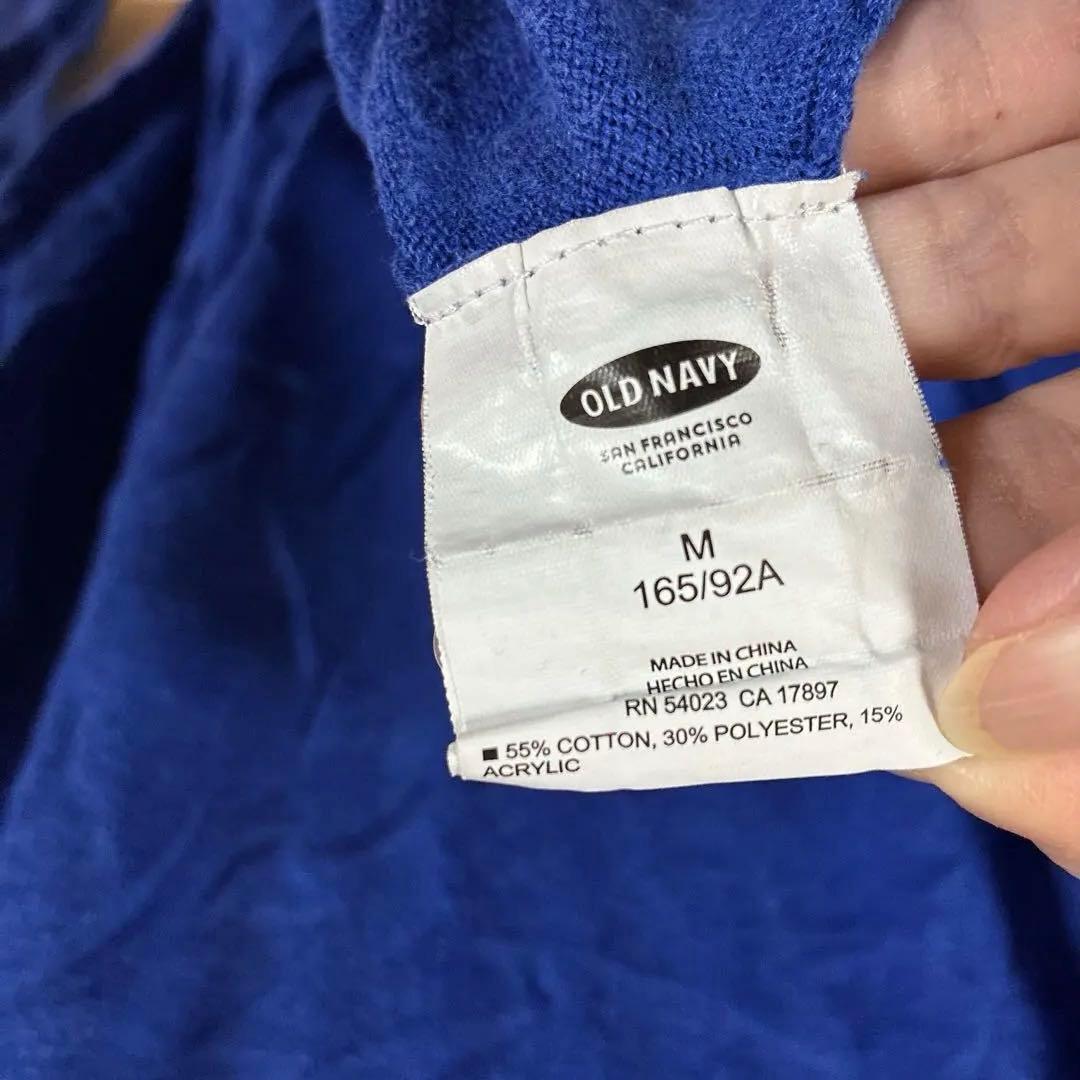 OLD NAVY
SAN FRANCISCO
CALIFORNIA
M
165/92A
MADE IN CHINA
HECHO EN CHINA
RN 54023 CA 17897
■ 55% COTTON, 30% POLYESTER, 15%
ACRYLIC